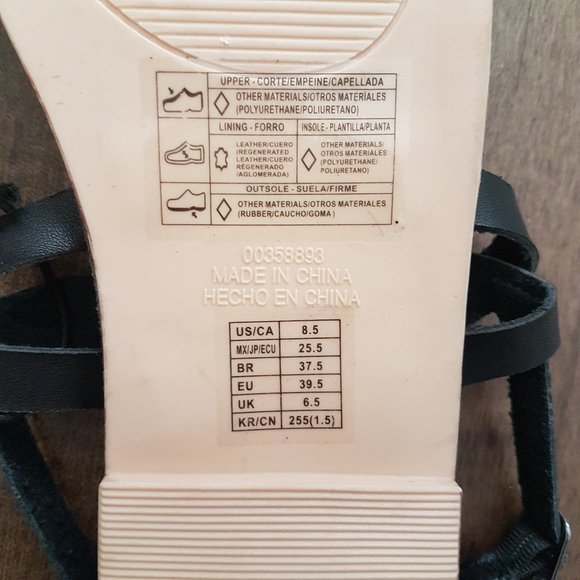 UPPER - CORTE/EMPEINE/CAPELLADA
OTHER MATERIALS/OTROS MATERÍALES
(POLYURETHANE/POLIURETANO)
LINING - FORRO
INSOLE - PLANTILLA/PLANTA
LEATHER/CUERO
(REGENERATED
LEATHER/CUERO
REGENERADO
/AGLOMERADA)
OTHER MATERIALS/
OTROS MATERIALES
(POLYURETHANE/
POLIURETANO)
OUTSOLE - SUELA/FIRME
OTHER MATERIALS/OTROS MATERIALES
(RUBBER/CAUCHO/GOMA)
00358893
MADE IN CHINA
HECHO EN CHINA
US/CA 8.5
MX/JP/ECU 25.5
BR 37.5
EU 39.5
UK 6.5
KR/CN 255(1.5)